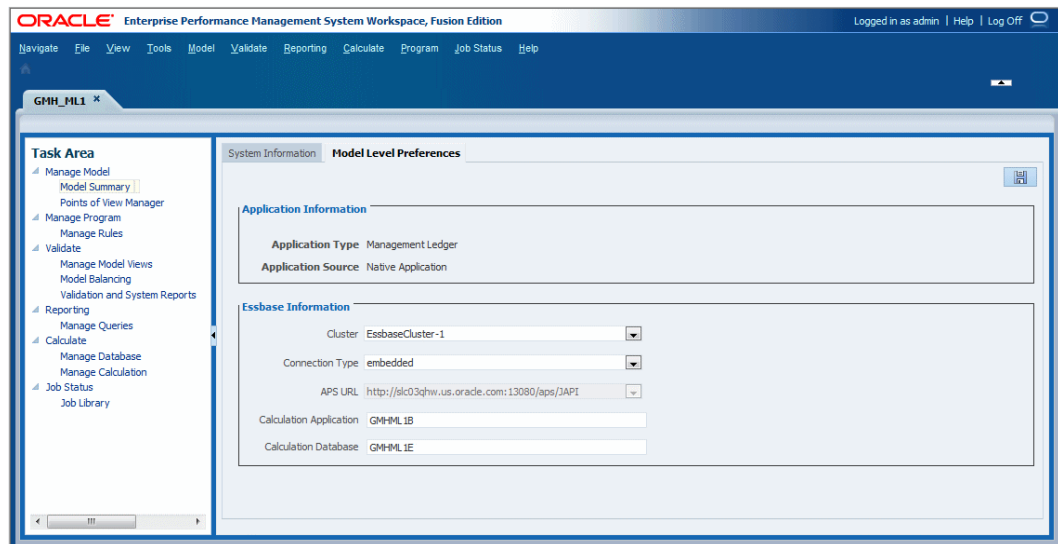 ORACLE Enterprise Performance Management System Workspace, Fusion Edition
Logged in as admin | Help | Log Off
Navigate File View Tools Model Validate Reporting Calculate Program Job Status Help
GMH_ML1 ×
Task Area
Manage Model
Model Summary
Points of View Manager
Manage Program
Manage Rules
Validate
Manage Model Views
Model Balancing
Validation and System Reports
Reporting
Manage Queries
Calculate
Manage Database
Manage Calculation
Job Status
Job Library
System Information Model Level Preferences
Application Information
Application Type Management Ledger
Application Source Native Application
Essbase Information
Cluster EssbaseCluster-1
Connection Type embedded
APS URL http://slc03qhw.us.oracle.com:13080/aps/JAPI
Calculation Application GMHML1B
Calculation Database GMHML1E